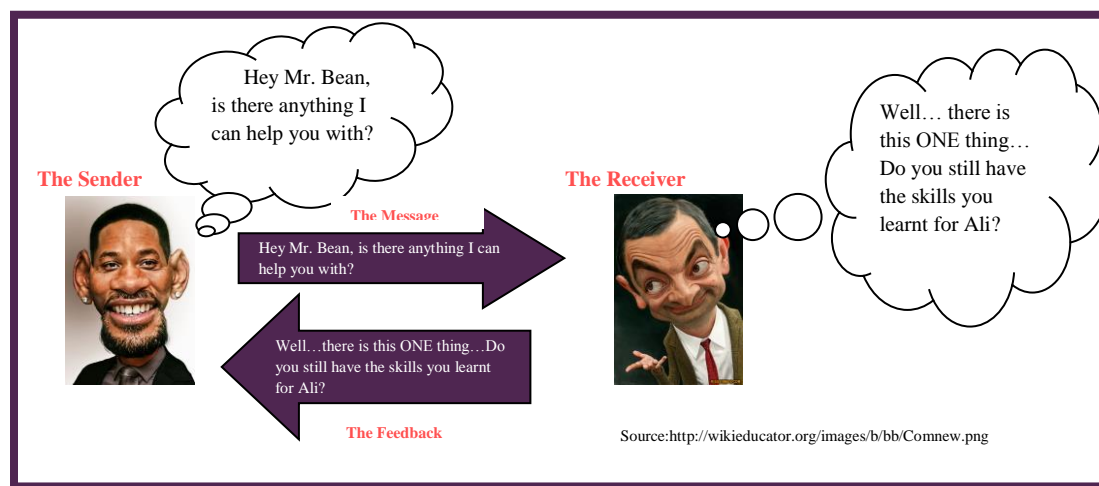 Hey Mr. Bean,
is there anything I
can help you with?
Well… there is
this ONE thing…
Do you still have
the skills you
learnt for Ali?
The Sender
The Receiver
The Message
Hey Mr. Bean, is there anything I can
help you with?
Well…there is this ONE thing…Do
you still have the skills you learnt
for Ali?
The Feedback
Source:http://wikieducator.org/images/b/bb/Comnew.png